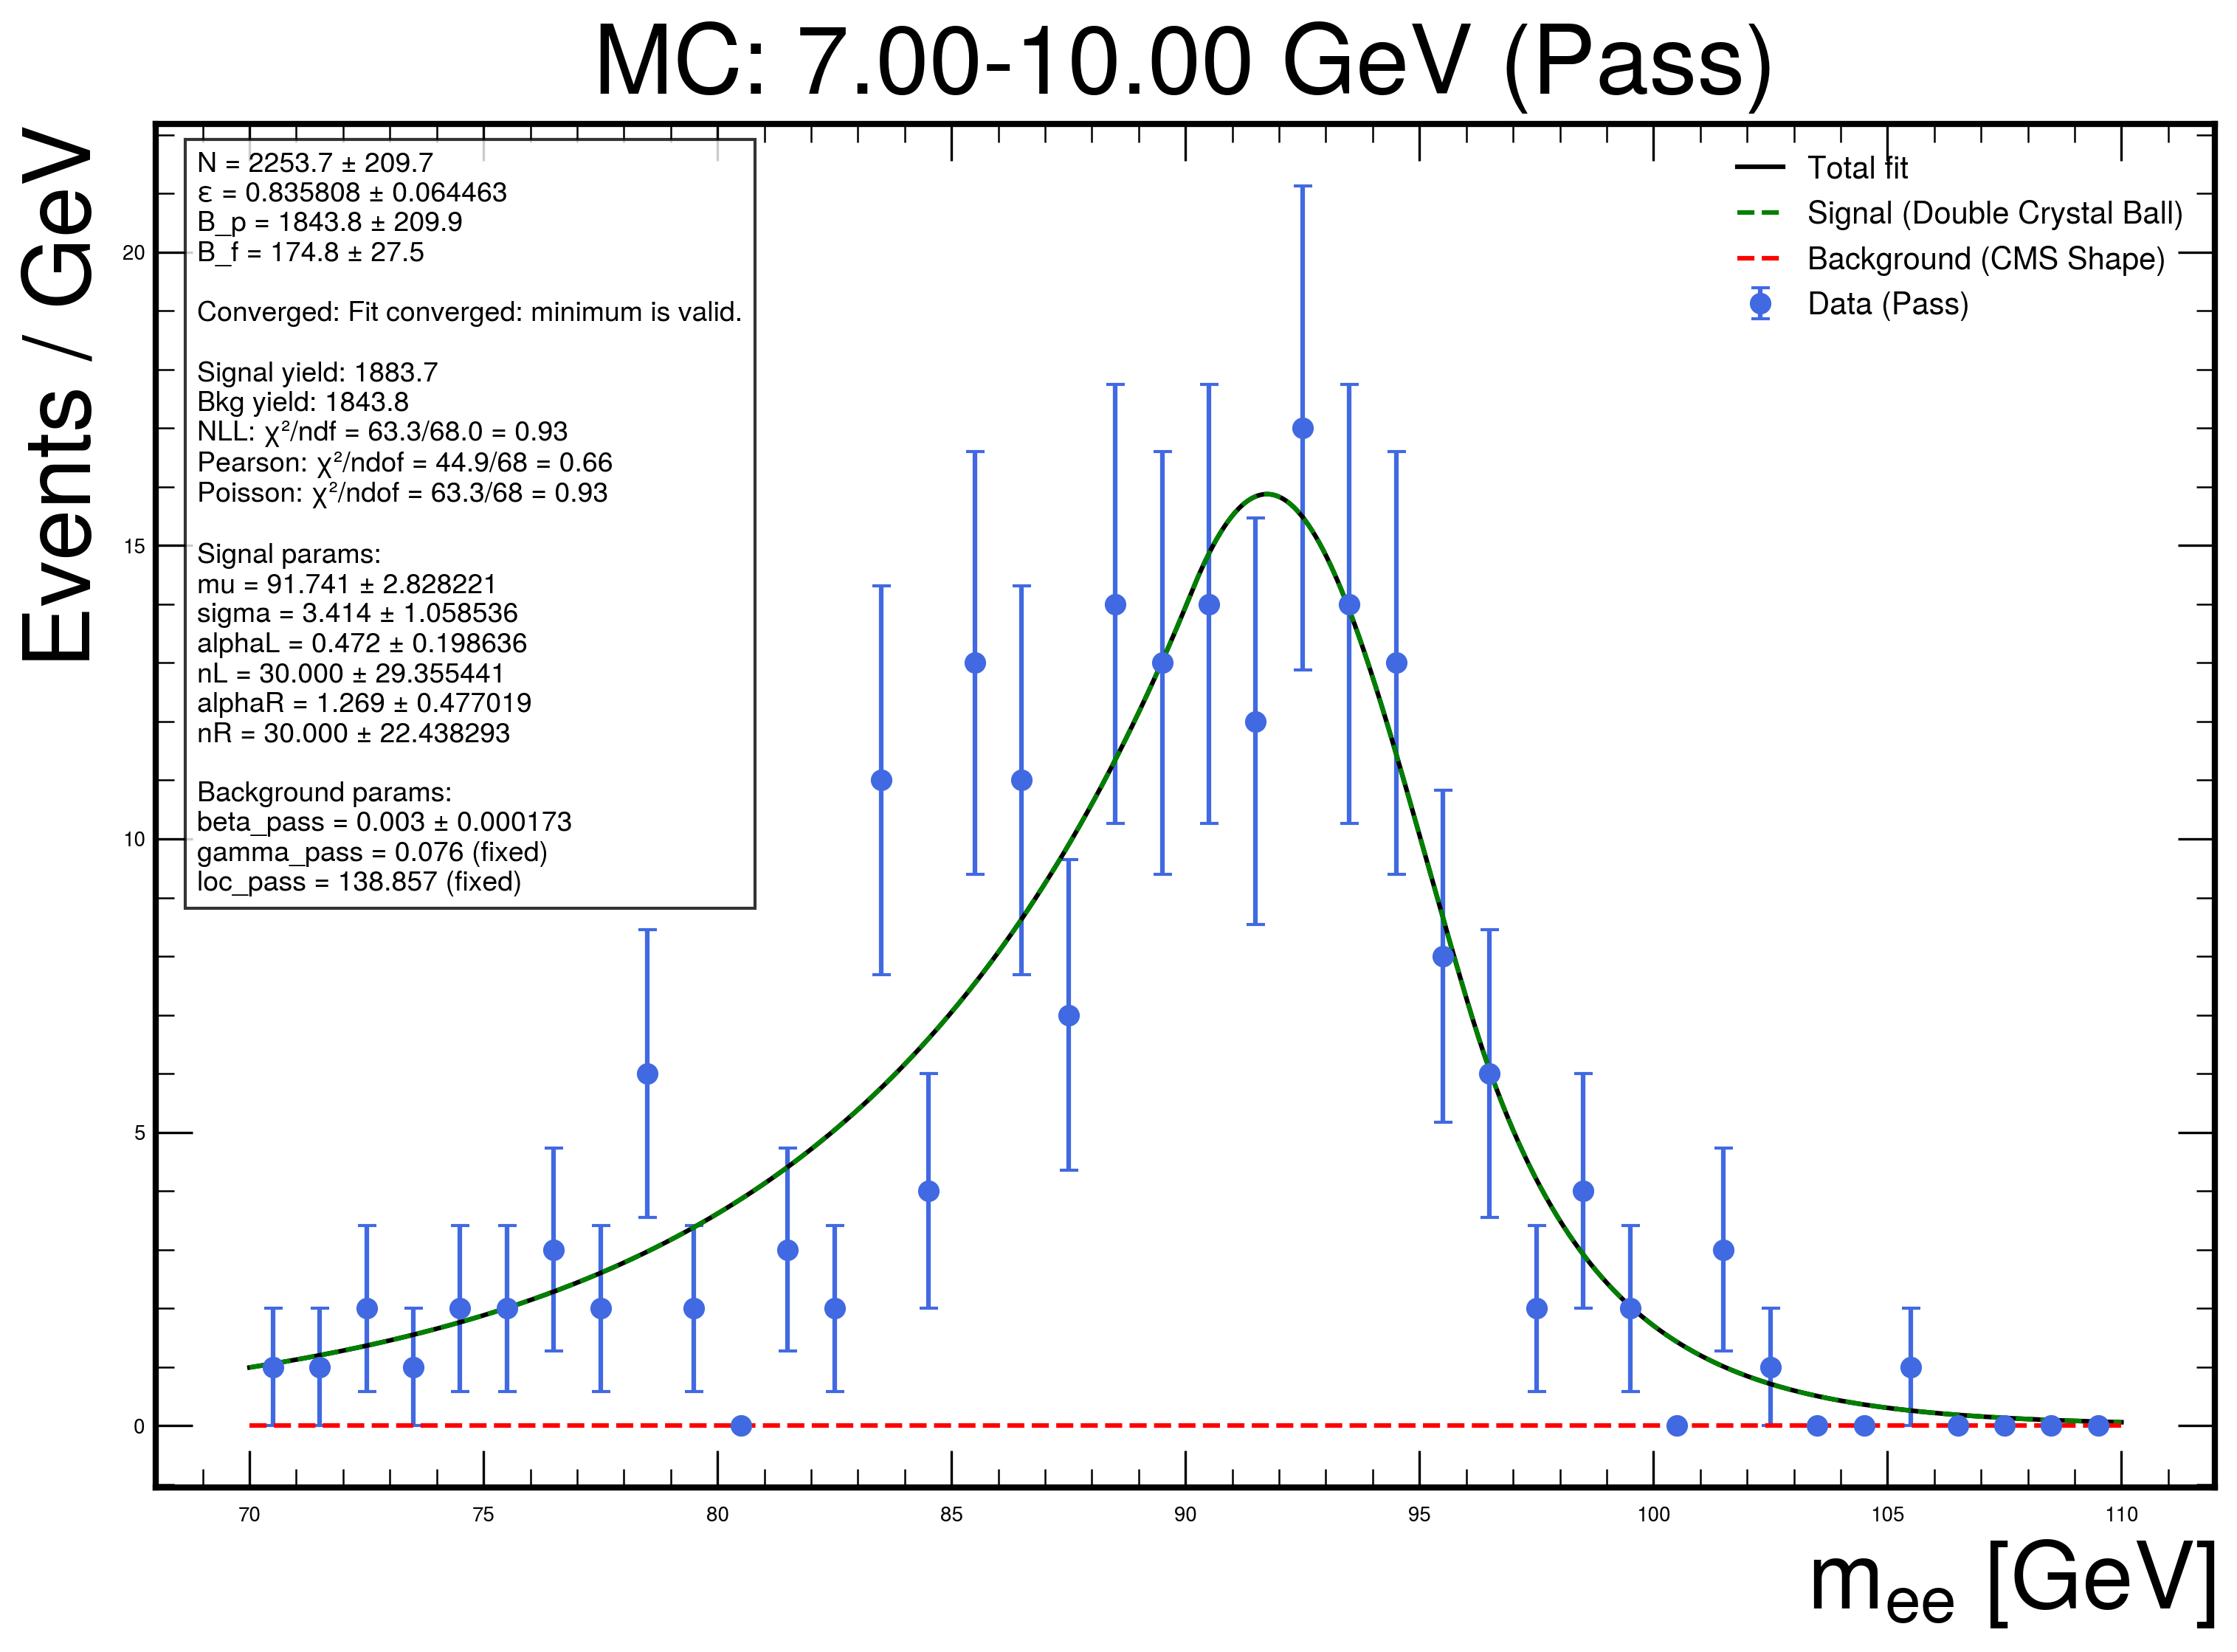 MC: 7.00-10.00 GeV (Pass)
Events / GeV
N = 2253.7 ± 209.7
ε = 0.835808 ± 0.064463
B_p = 1843.8 ± 209.9
B_f = 174.8 ± 27.5
Converged: Fit converged: minimum is valid.
Signal yield: 1883.7
Bkg yield: 1843.8
NLL: χ²/ndf = 63.3/68.0 = 0.93
Pearson: χ²/ndof = 44.9/68 = 0.66
Poisson: χ²/ndof = 63.3/68 = 0.93
Signal params:
mu = 91.741 ± 2.828221
sigma = 3.414 ± 1.058536
alphaL = 0.472 ± 0.198636
nL = 30.000 ± 29.355441
alphaR = 1.269 ± 0.477019
nR = 30.000 ± 22.438293
Background params:
beta_pass = 0.003 ± 0.000173
gamma_pass = 0.076 (fixed)
loc_pass = 138.857 (fixed)
Total fit
Signal (Double Crystal Ball)
Background (CMS Shape)
Data (Pass)
20
15
10
5
0
70 75 80 85 90 95 100 105 110
m_ee [GeV]